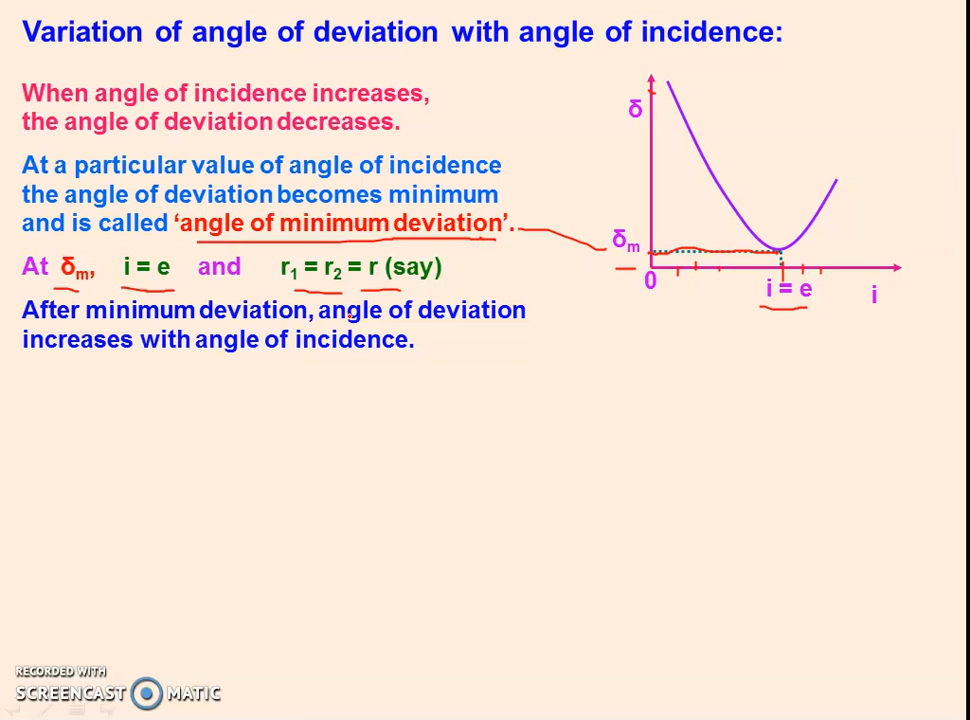 Variation of angle of deviation with angle of incidence:
When angle of incidence increases,
the angle of deviation decreases.
At a particular value of angle of incidence
the angle of deviation becomes minimum
and is called ‘angle of minimum deviation’.
At δm, i = e and r1 = r2 = r (say)
After minimum deviation, angle of deviation
increases with angle of incidence.
δ
δm
0
i = e
i
RECORDED WITH
SCREENCAST MATIC